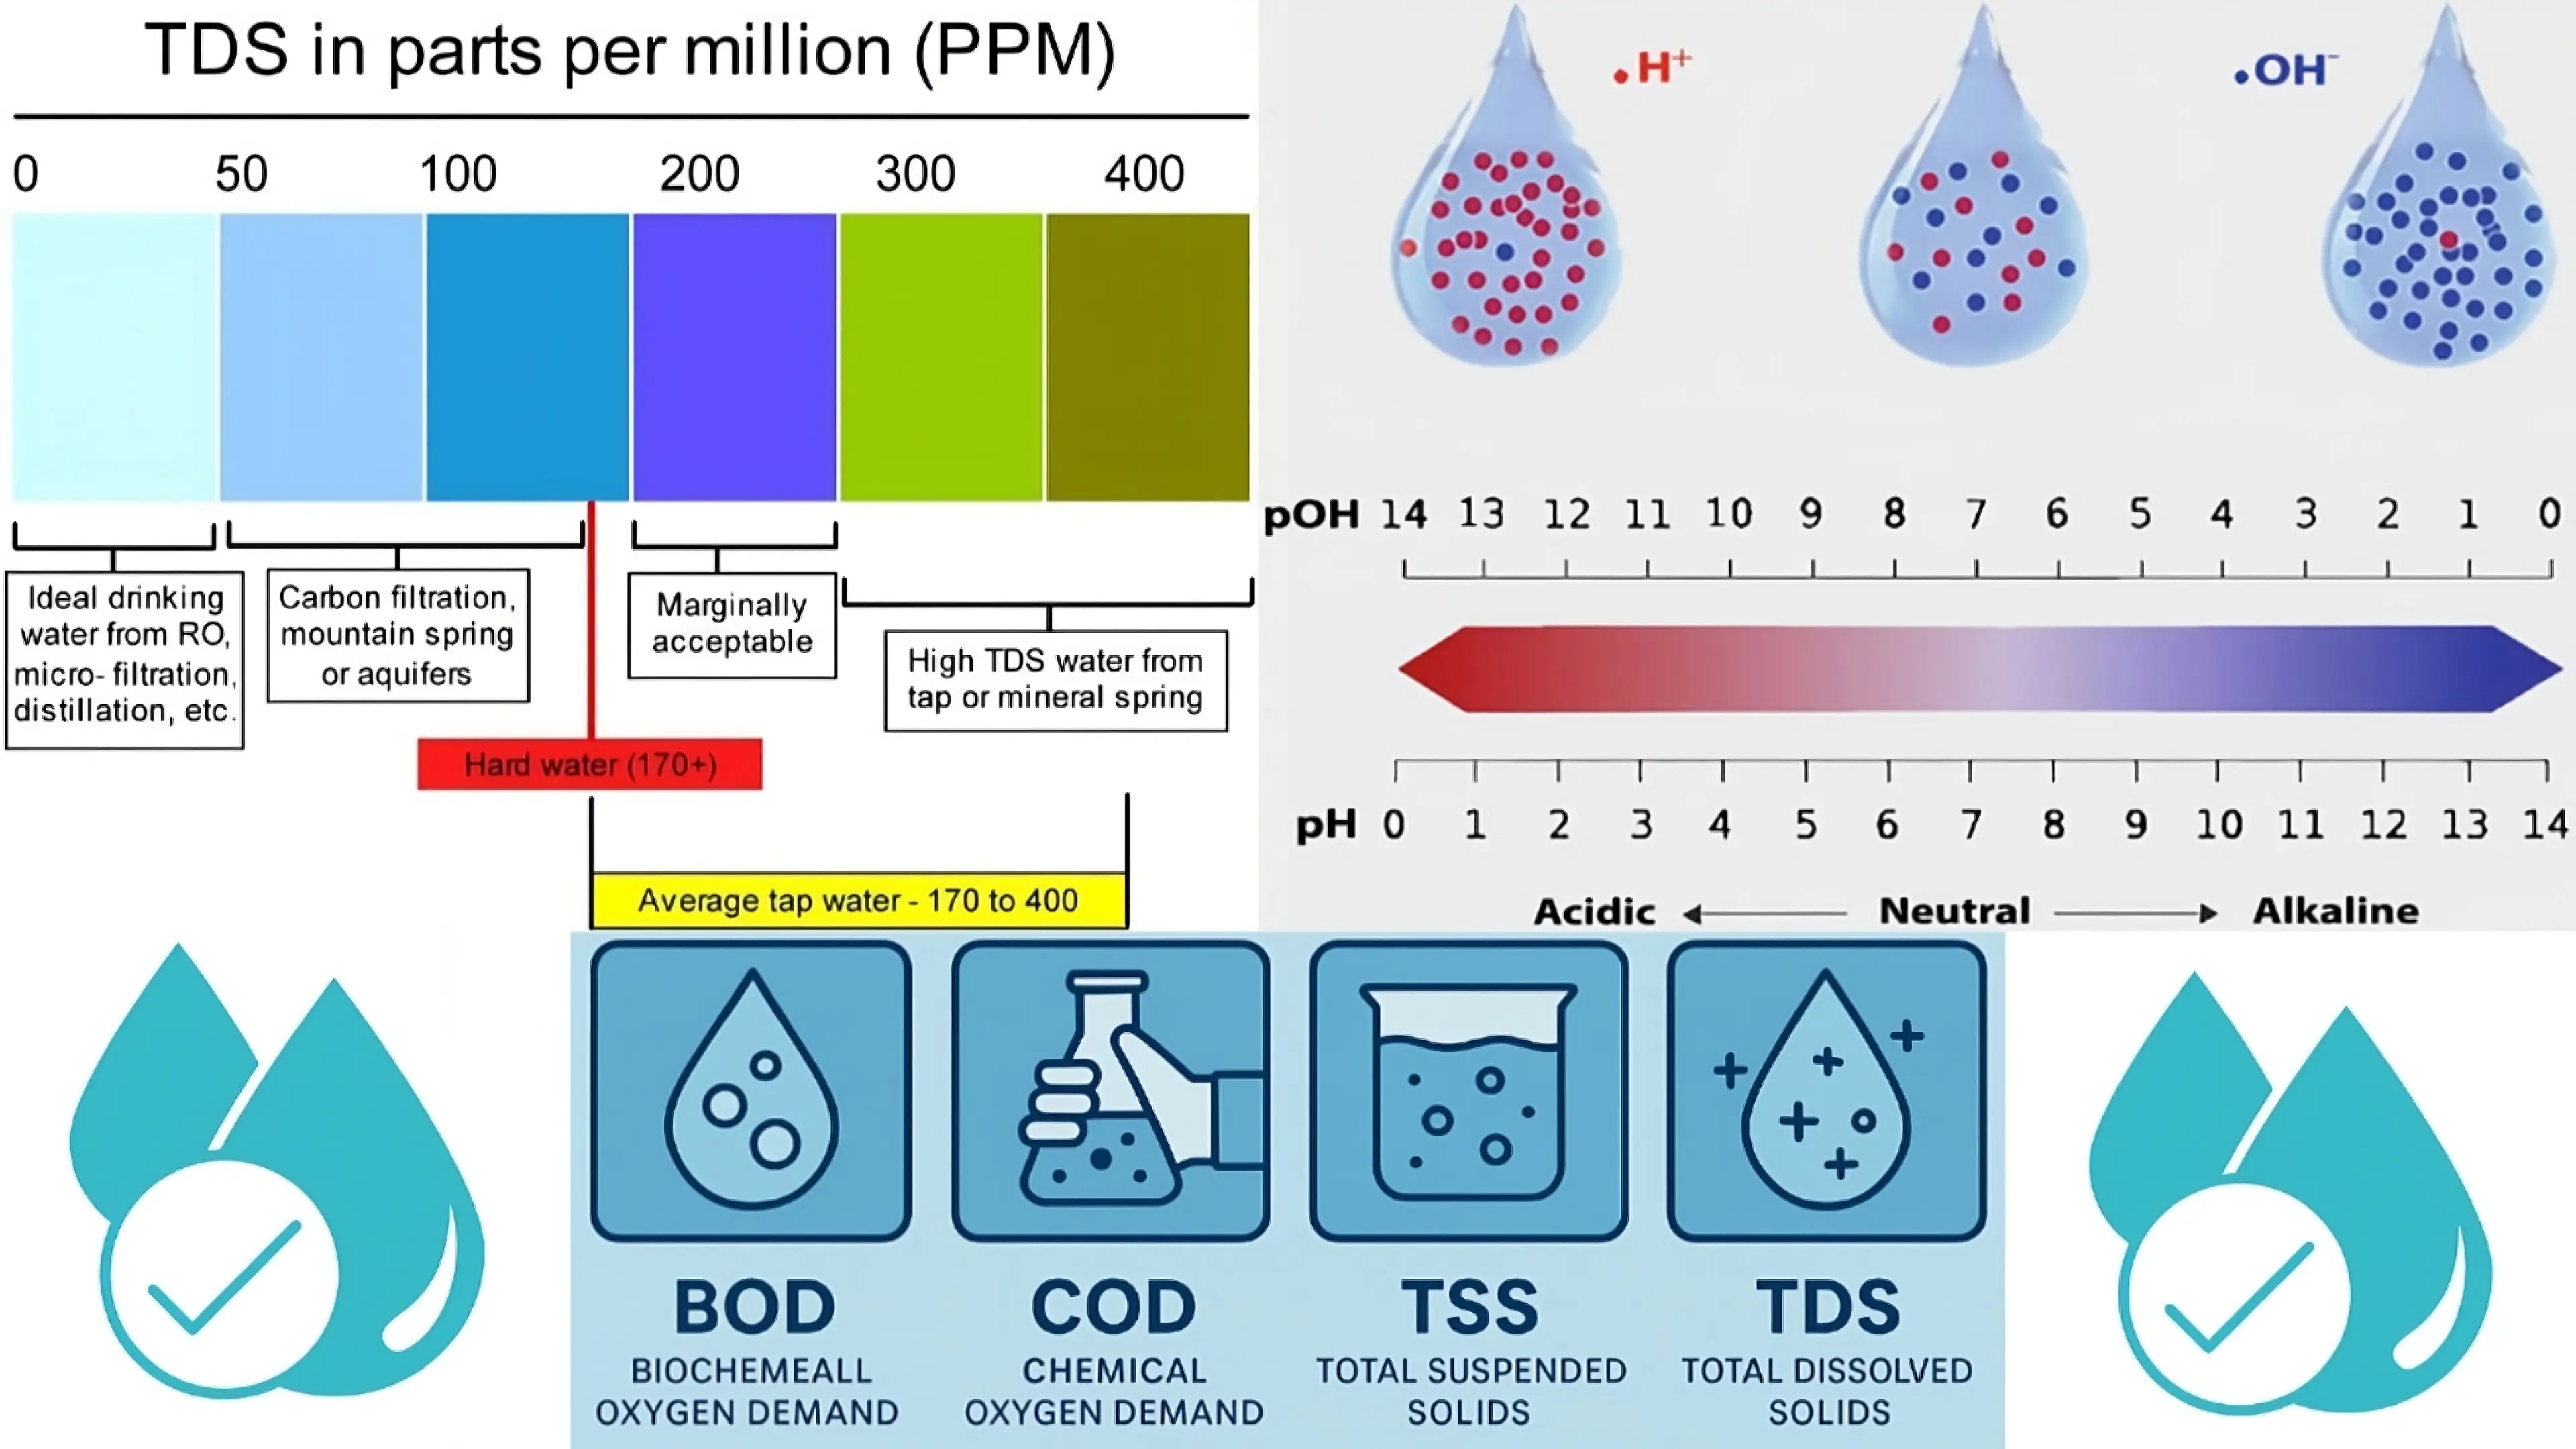 TDS in parts per million (PPM)
0 50 100 200 300 400
Ideal drinking
water from RO,
micro- filtration,
distillation, etc.
Carbon filtration,
mountain spring
or aquifers
Marginally
acceptable
High TDS water from
tap or mineral spring
Hard water (170+)
Average tap water - 170 to 400
.H+
.OH-
pOH 14 13 12 11 10 9 8 7 6 5 4 3 2 1 0
pH 0 1 2 3 4 5 6 7 8 9 10 11 12 13 14
Acidic Neutral Alkaline
BOD
BIOCHEMEALL
OXYGEN DEMAND
COD
CHEMICAL
OXYGEN DEMAND
TSS
TOTAL SUSPENDED
SOLIDS
TDS
TOTAL DISSOLVED
SOLIDS